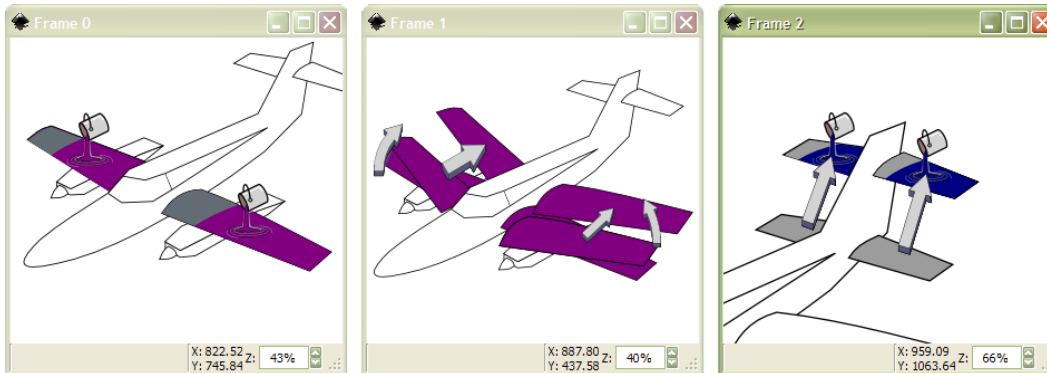 Frame 0
X: 822.52
Y: 745.84
Z: 43%
Frame 1
X: 887.80
Y: 437.58
Z: 40%
Frame 2
X: 959.09
Y: 1063.64
Z: 66%